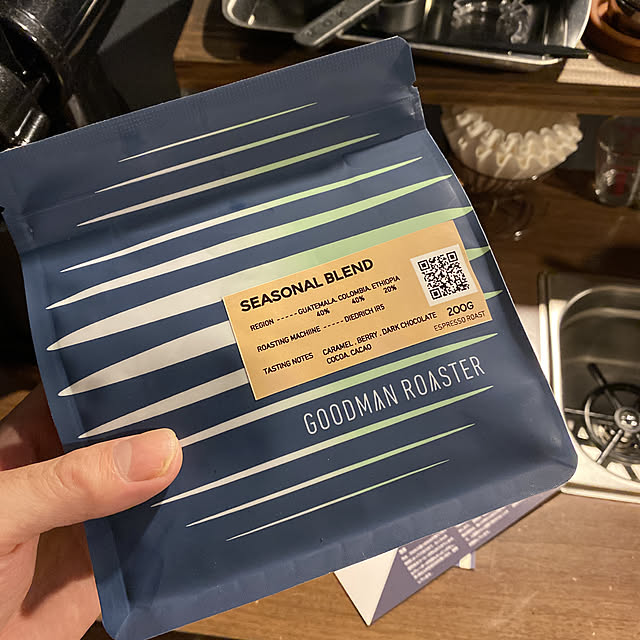 SEASONAL BLEND
REGION ----- GUATEMALA, COLOMBIA, ETHIOPIA
40% 40% 20%
ROASTING MACHINE ----- DIEDRICH IR5
TASTING NOTES CARAMEL , BERRY , DARK CHOCOLATE
COCOA, CACAO
200G
ESPRESSO ROAST
GOODMAN ROASTER